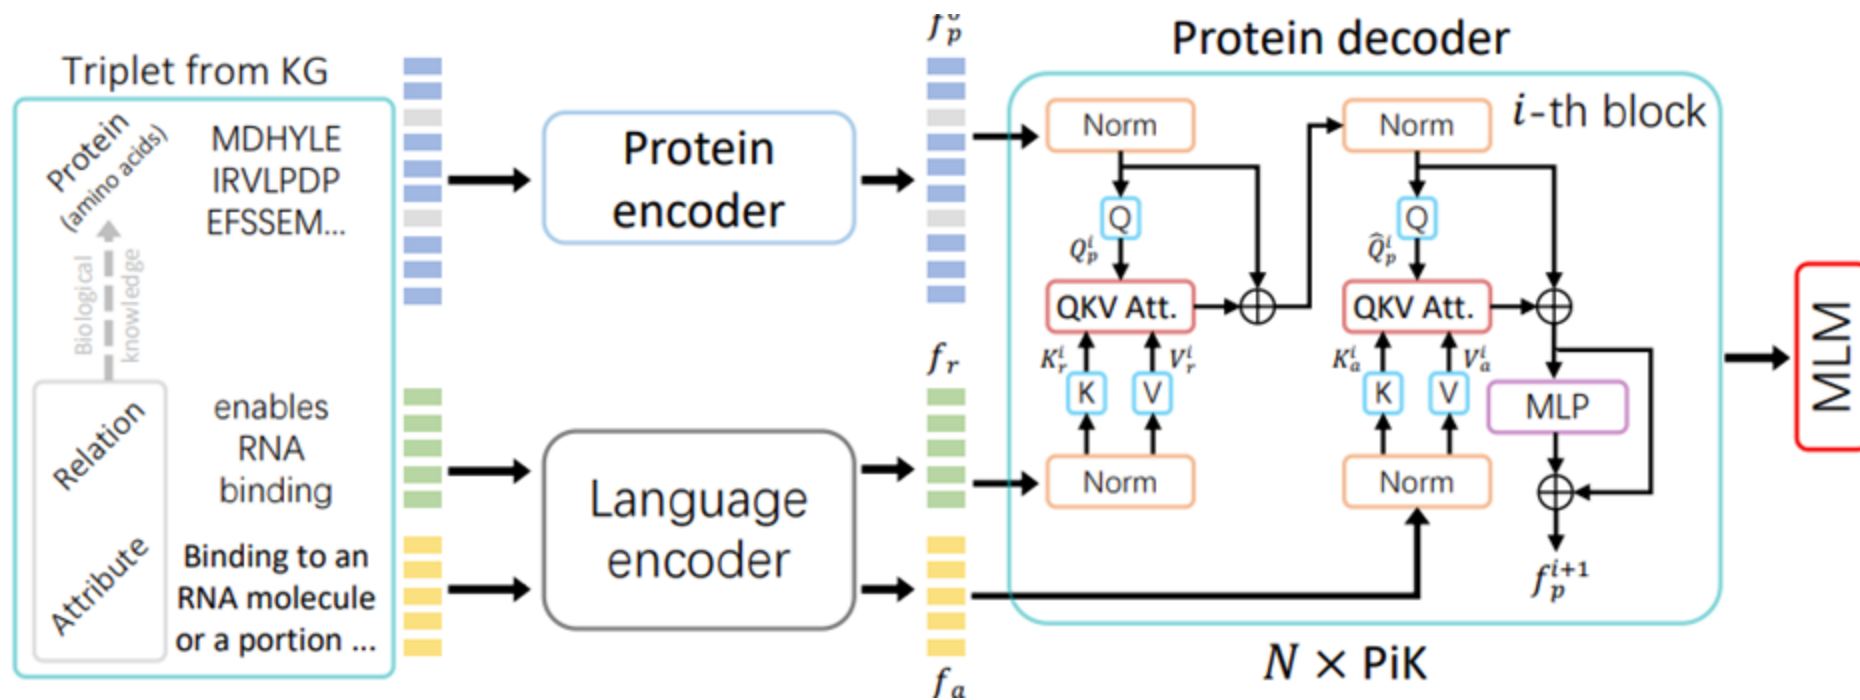 Triplet from KG
Protein
(amino acids)
MDHYLE
IRVLPDP
EFSSEM...
Biological
knowledge
Relation
enables
RNA
binding
Attribute
Binding to an
RNA molecule
or a portion ...
Protein
encoder
Language
encoder
f_p^0
f_r
f_a
Protein decoder
i-th block
Norm
Q
Q_p^i
QKV Att.
K_r^i
V_r^i
K
V
Norm
Norm
Q
Q̂_p^i
QKV Att.
K_a^i
V_a^i
K
V
Norm
MLP
f_p^{i+1}
N × PiK
MLM